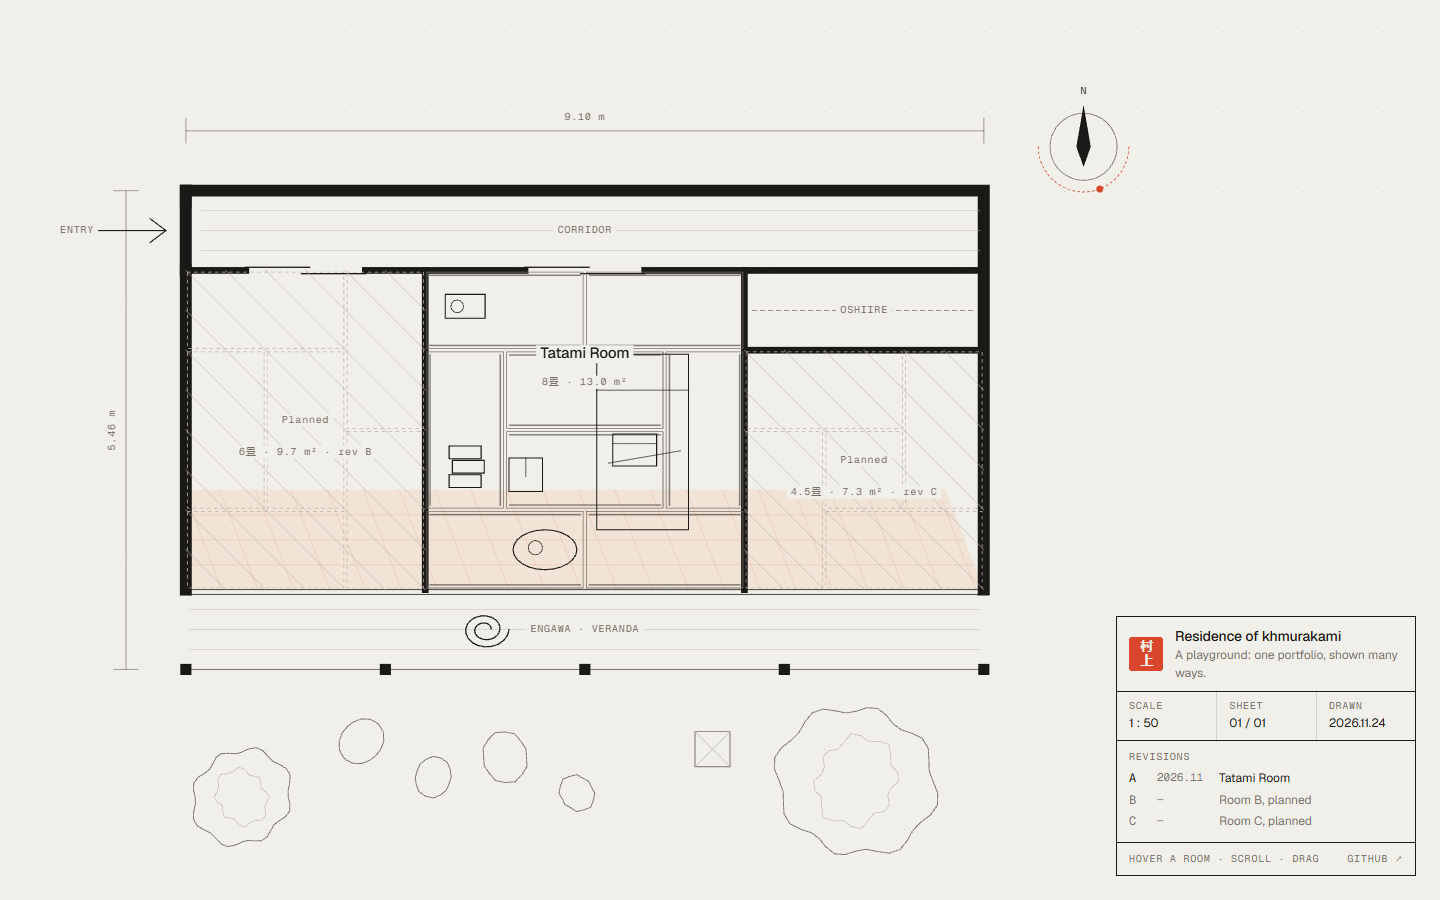 N
9.10 m
ENTRY
CORRIDOR
OSHIIRE
Tatami Room
8畳 · 13.0 m²
5.46 m
Planned
6畳 · 9.7 m² · rev B
Planned
4.5畳 · 7.3 m² · rev C
ENGAWA · VERANDA
村上
Residence of khmurakami
A playground: one portfolio, shown many
ways.
SCALE SHEET DRAWN
1 : 50 01 / 01 2026.11.24
REVISIONS
A 2026.11 Tatami Room
B — Room B, planned
C — Room C, planned
HOVER A ROOM · SCROLL · DRAG GITHUB ↗